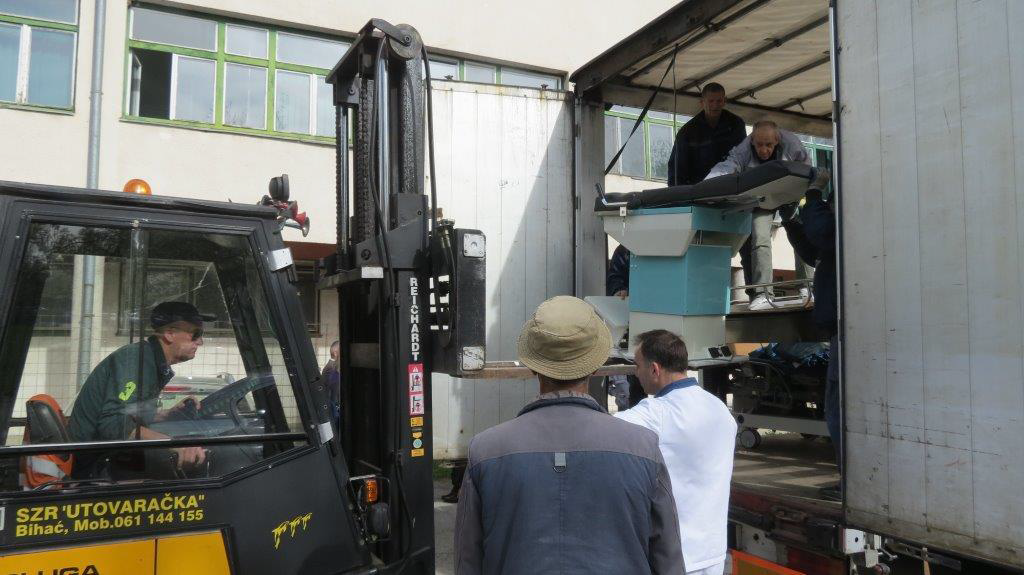 REICHARDT
SZR "UTOVARAČKA"
Bihać, Mob.061 144 155